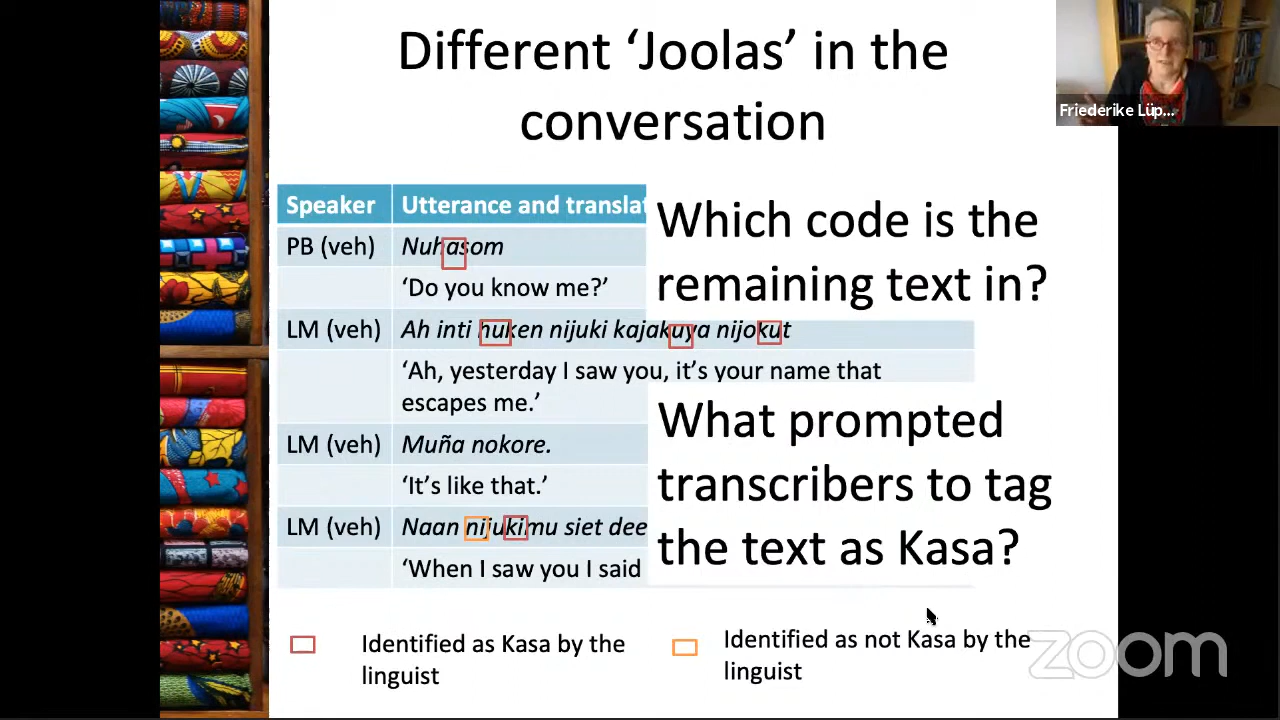 Different ‘Joolas’ in the
conversation
Friederike Lüp...
Speaker
Utterance and translat
Which code is the
remaining text in?
PB (veh)
Nuhasom
‘Do you know me?’
LM (veh)
Ah inti huken nijuki kajakuya nijokut
‘Ah, yesterday I saw you, it’s your name that
escapes me.’
What prompted
transcribers to tag
the text as Kasa?
LM (veh)
Muña nokore.
‘It’s like that.’
LM (veh)
Naan nijukimu siet dee
‘When I saw you I said
Identified as Kasa by the
linguist
Identified as not Kasa by the
linguist
zoom